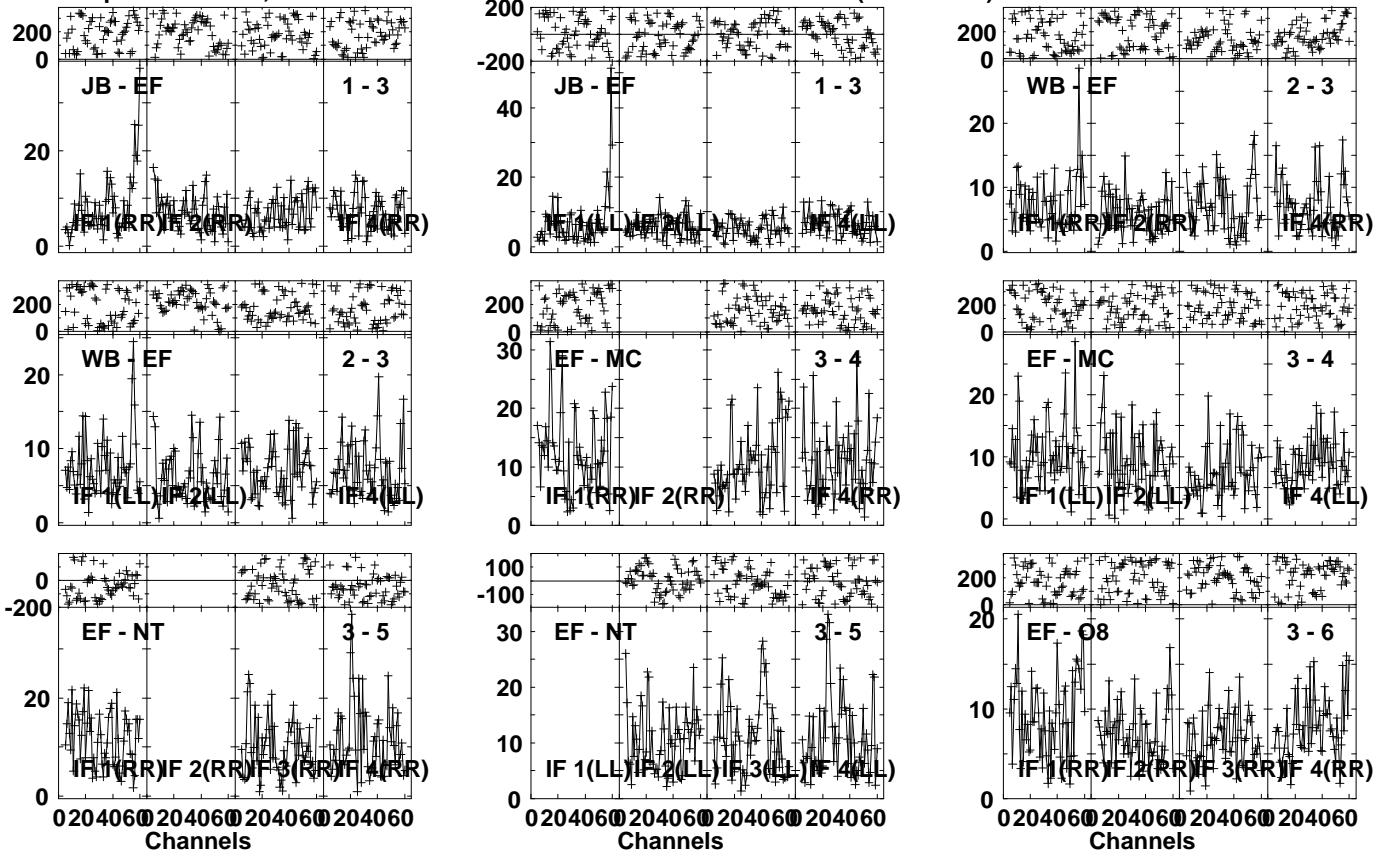 200
0
JB - EF 1 - 3
20
0
IF 1(RR) IF 2(RR) IF 4(RR)
200
-200
JB - EF 1 - 3
40
20
0
IF 1(LL) IF 2(LL) IF 4(LL)
200
0
WB - EF 2 - 3
20
10
0
IF 1(RR) IF 2(RR) IF 4(RR)
200
0
WB - EF 2 - 3
20
10
0
IF 1(LL) IF 2(LL) IF 4(LL)
200
0
EF - MC 3 - 4
30
20
10
0
IF 1(RR) IF 2(RR) IF 4(RR)
200
0
EF - MC 3 - 4
20
10
0
IF 1(LL) IF 2(LL) IF 4(LL)
0
-200
EF - NT 3 - 5
20
0
IF 1(RR) IF 2(RR) IF 3(RR) IF 4(RR)
0 20 40 60 0 20 40 60 0 20 40 60 0 20 40 60
Channels
100
-100
EF - NT 3 - 5
30
20
10
0
IF 1(LL) IF 2(LL) IF 3(LL) IF 4(LL)
0 20 40 60 0 20 40 60 0 20 40 60 0 20 40 60
Channels
200
0
EF - O8 3 - 6
20
10
0
IF 1(RR) IF 2(RR) IF 3(RR) IF 4(RR)
0 20 40 60 0 20 40 60 0 20 40 60 0 20 40 60
Channels